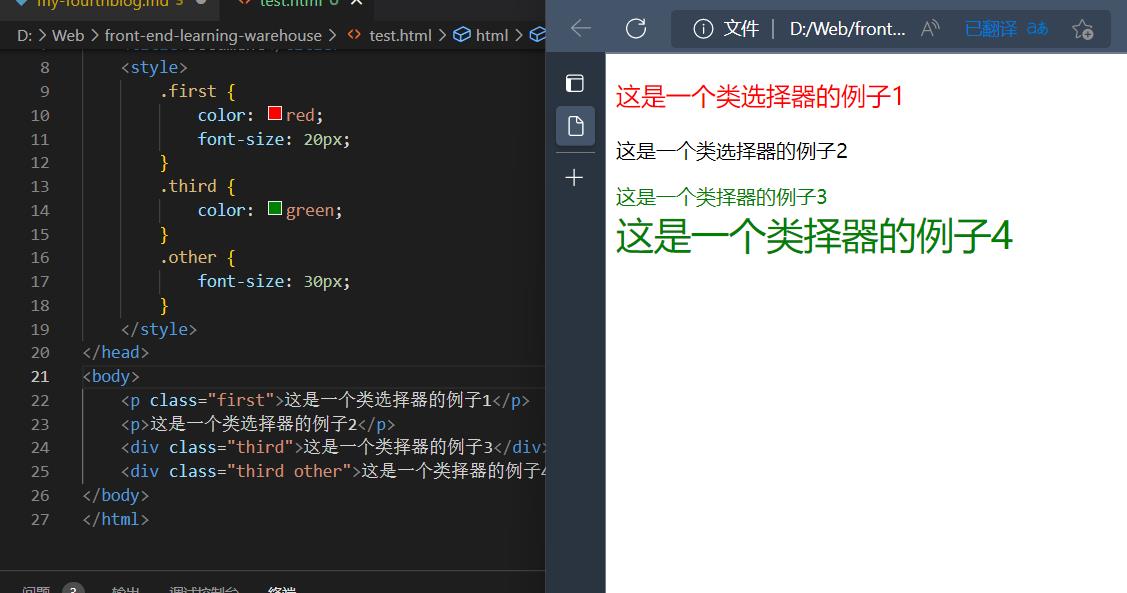 my-fourthblog.md 3
test.html 6
D: > Web > front-end-learning-warehouse > test.html > html >
8 <style>
9 .first {
10 color: red;
11 font-size: 20px;
12 }
13 .third {
14 color: green;
15 }
16 .other {
17 font-size: 30px;
18 }
19 </style>
20 </head>
21 <body>
22 <p class="first">这是一个类选择器的例子1</p>
23 <p>这是一个类选择器的例子2</p>
24 <div class="third">这是一个类择器的例子3</div>
25 <div class="third other">这是一个类择器的例子4
26 </body>
27 </html>
问题 3 输出 调试控制台 终端
文件 D:/Web/front... 已翻译 aあ
这是一个类选择器的例子1
这是一个类选择器的例子2
这是一个类择器的例子3
这是一个类择器的例子4